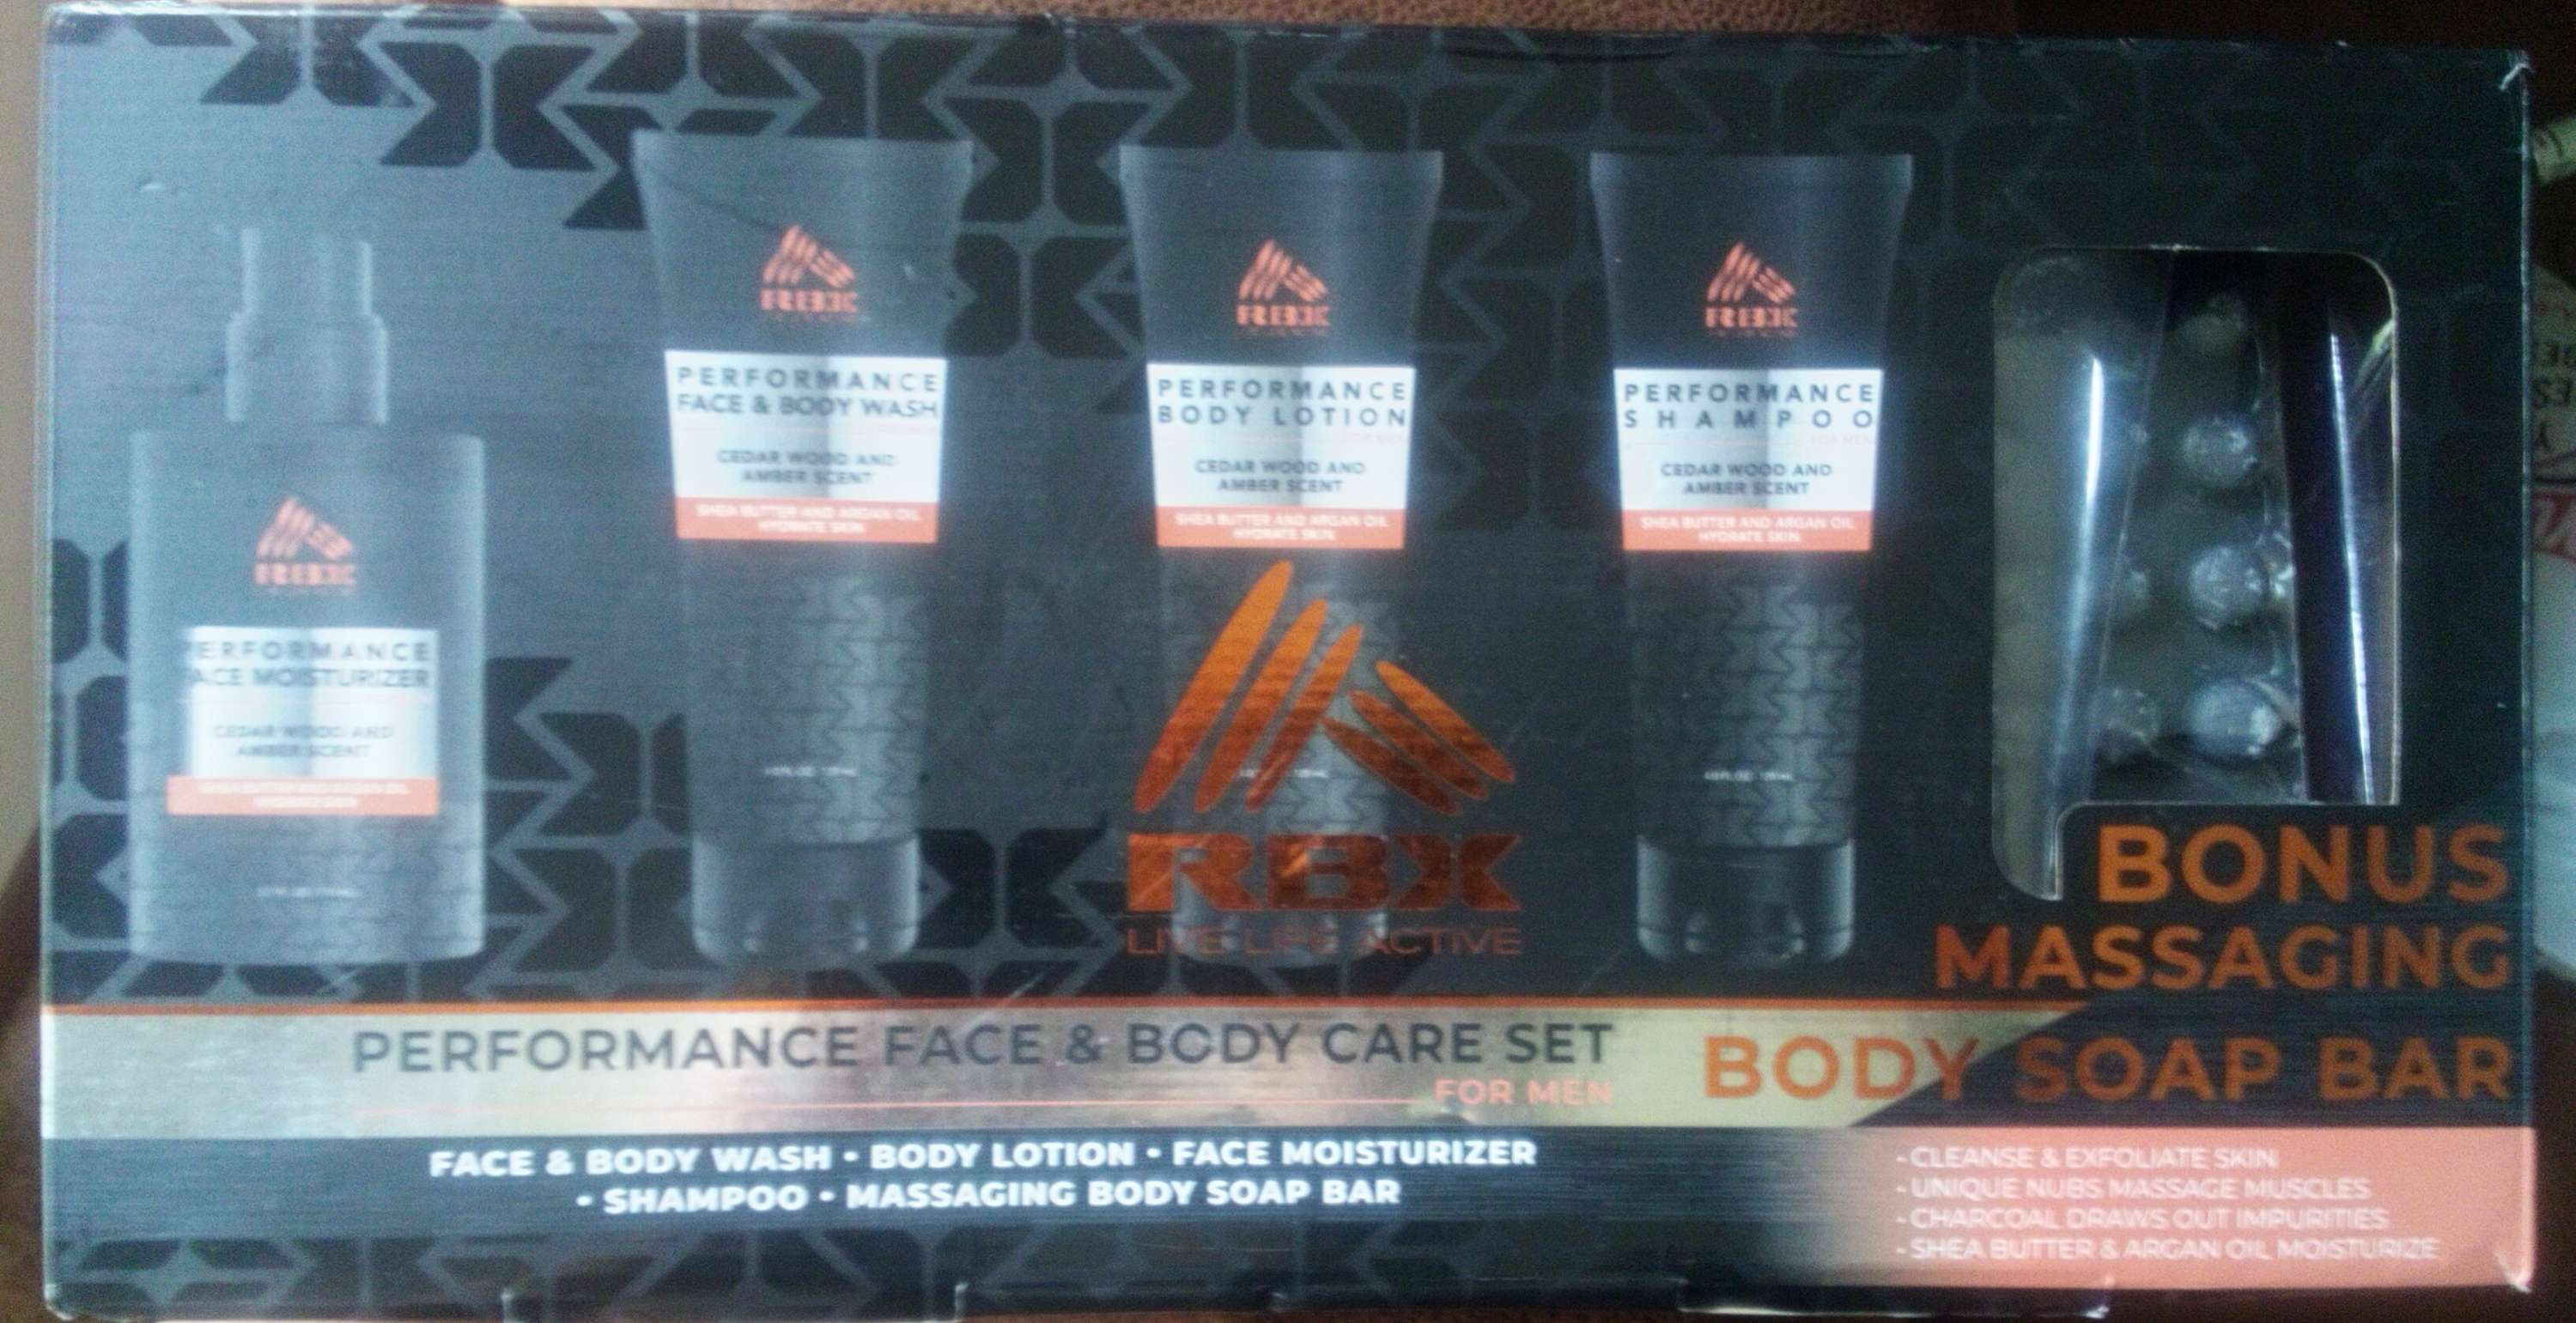 RBX
PERFORMANCE
FACE MOISTURIZER
CEDAR WOOD AND
AMBER SCENT
RBX
PERFORMANCE
FACE & BODY WASH
CEDAR WOOD AND
AMBER SCENT
SHEA BUTTER AND ARGAN OIL
HYDRATE SKIN
RBX
PERFORMANCE
BODY LOTION
FOR MEN
CEDAR WOOD AND
AMBER SCENT
SHEA BUTTER AND ARGAN OIL
HYDRATE SKIN
RBX
PERFORMANCE
SHAMPOO
FOR MEN
CEDAR WOOD AND
AMBER SCENT
SHEA BUTTER AND ARGAN OIL
HYDRATE SKIN
RBX
LIVE LIFE ACTIVE
BONUS
MASSAGING
BODY SOAP BAR
PERFORMANCE FACE & BODY CARE SET
FOR MEN
FACE & BODY WASH • BODY LOTION • FACE MOISTURIZER
• SHAMPOO • MASSAGING BODY SOAP BAR
- CLEANSE & EXFOLIATE SKIN
- UNIQUE NUBS MASSAGE MUSCLES
- CHARCOAL DRAWS OUT IMPURITIES
- SHEA BUTTER & ARGAN OIL MOISTURIZE